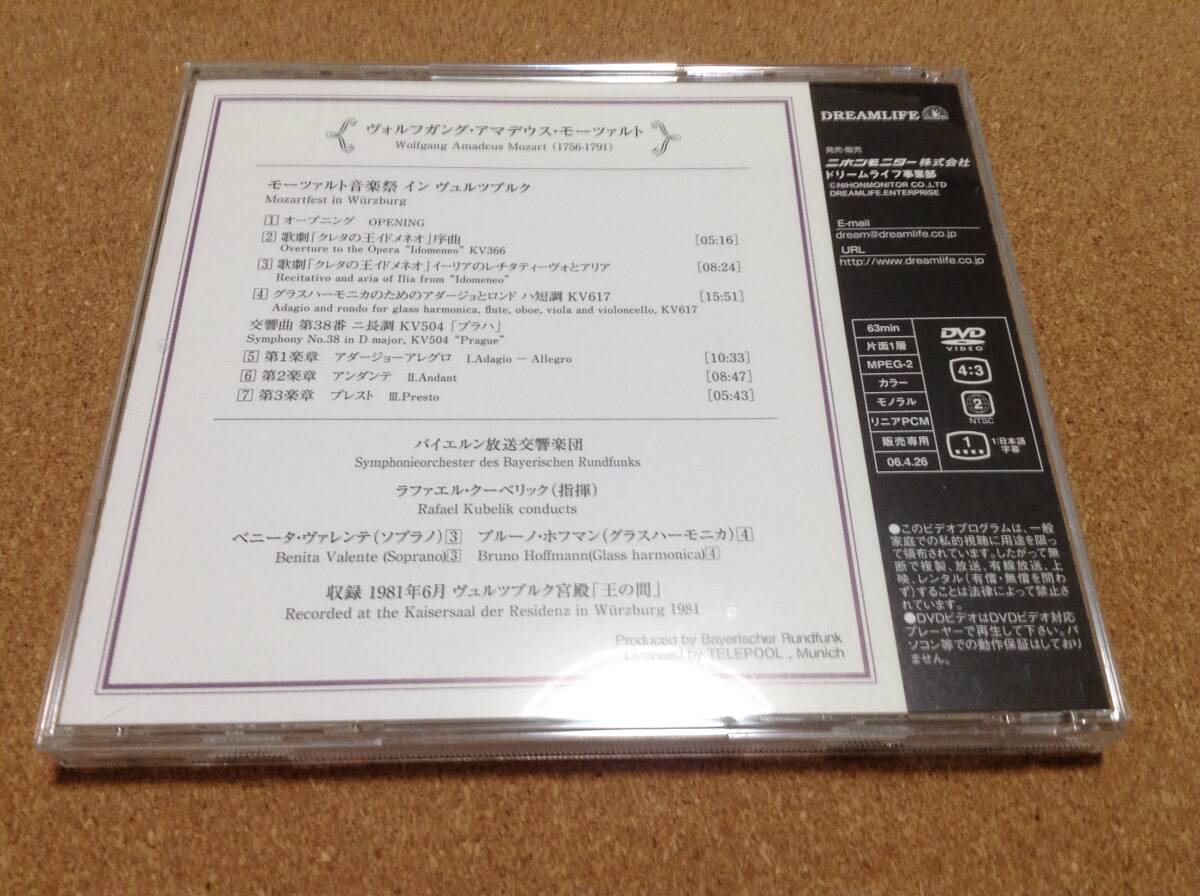 ヴォルフガング・アマデウス・モーツァルト
Wolfgang Amadeus Mozart (1756-1791)
モーツァルト音楽祭 イン ヴュルツブルク
Mozartfest in Würzburg
1 オープニング OPENING
2 歌劇「クレタの王イドメネオ」序曲 [05:16]
Overture to the Opera "Idomeneo" KV366
3 歌劇「クレタの王イドメネオ」イーリアのレチタティーヴォとアリア [08:24]
Recitativo and aria of Ilia from "Idomeneo"
4 グラスハーモニカのためのアダージョとロンド ハ短調 KV617 [15:51]
Adagio and rondo for glass harmonica, flute, oboe, viola and violoncello, KV617
交響曲 第38番 ニ長調 KV504「プラハ」
Symphony No.38 in D major, KV504 "Prague"
5 第1楽章 アダージョーアレグロ I.Adagio － Allegro [10:33]
6 第2楽章 アンダンテ II.Andant [08:47]
7 第3楽章 プレスト III.Presto [05:43]
バイエルン放送交響楽団
Symphonieorchester des Bayerischen Rundfunks
ラファエル・クーベリック(指揮)
Rafael Kubelik conducts
ベニータ・ヴァレンテ(ソプラノ)3 ブルーノ・ホフマン(グラスハーモニカ)4
Benita Valente (Soprano)3 Bruno Hoffmann(Glass harmonica)4
収録 1981年6月 ヴュルツブルク宮殿「王の間」
Recorded at the Kaisersaal der Residenz in Würzburg 1981
Produced by Bayerischer Rundfunk
Licensed by TELEPOOL , Munich
DREAMLIFE
発売・販売
ニホンモニター株式会社
ドリームライフ事業部
©NIHONMONITOR CO.,LTD
DREAMLIFE.ENTERPRISE
E-mail
dream@dreamlife.co.jp
URL
http://www.dreamlife.co.jp
63min
片面1層
MPEG-2
カラー
モノラル
リニアPCM
販売専用
06.4.26
DVD
VIDEO
4:3
2
NTSC
1
1:日本語
字幕
●このビデオプログラムは、一般
家庭での私的視聴に用途を限っ
て頒布されています。したがって無
断で複製、放送、有線放送、上
映、レンタル(有償・無償を問わ
ず)することは法律によって禁止さ
れています。
●DVDビデオはDVDビデオ対応
プレーヤーで再生して下さい。パ
ソコン等での動作保証はしており
ません。